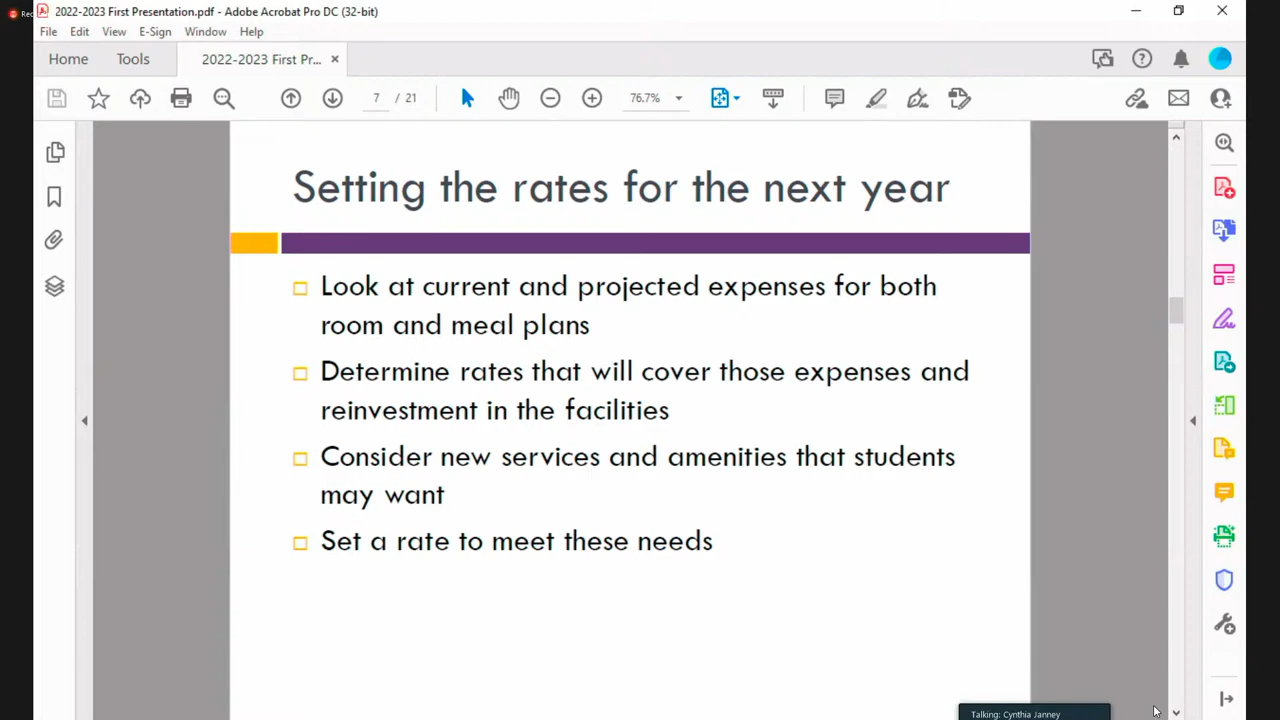 Rec
2022-2023 First Presentation.pdf - Adobe Acrobat Pro DC (32-bit)
File Edit View E-Sign Window Help
Home Tools 2022-2023 First Pr... ×
7 / 21 76.7%
Setting the rates for the next year
Look at current and projected expenses for both
room and meal plans
Determine rates that will cover those expenses and
reinvestment in the facilities
Consider new services and amenities that students
may want
Set a rate to meet these needs
Talking: Cynthia Janney